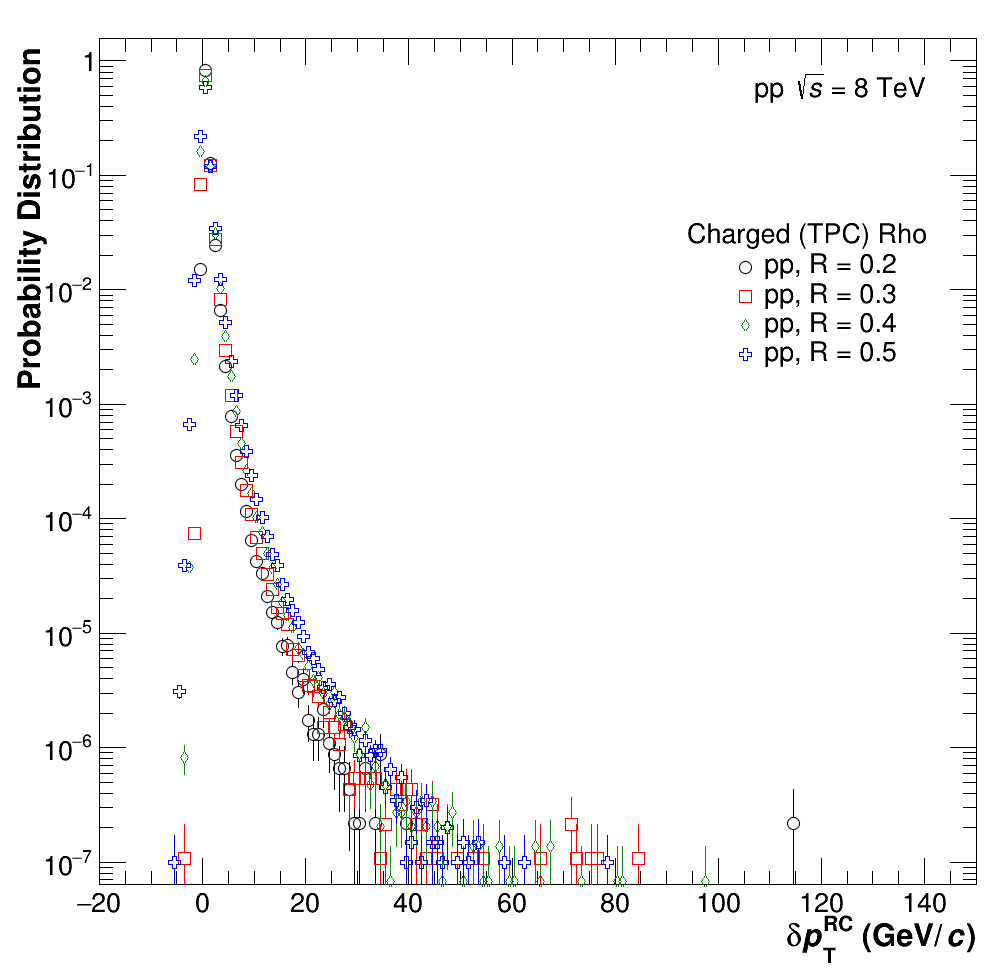 Probability Distribution
1
10−1
10−2
10−3
10−4
10−5
10−6
10−7
pp √s = 8 TeV
Charged (TPC) Rho
pp, R = 0.2
pp, R = 0.3
pp, R = 0.4
pp, R = 0.5
−20 0 20 40 60 80 100 120 140
δpTRC (GeV/c)